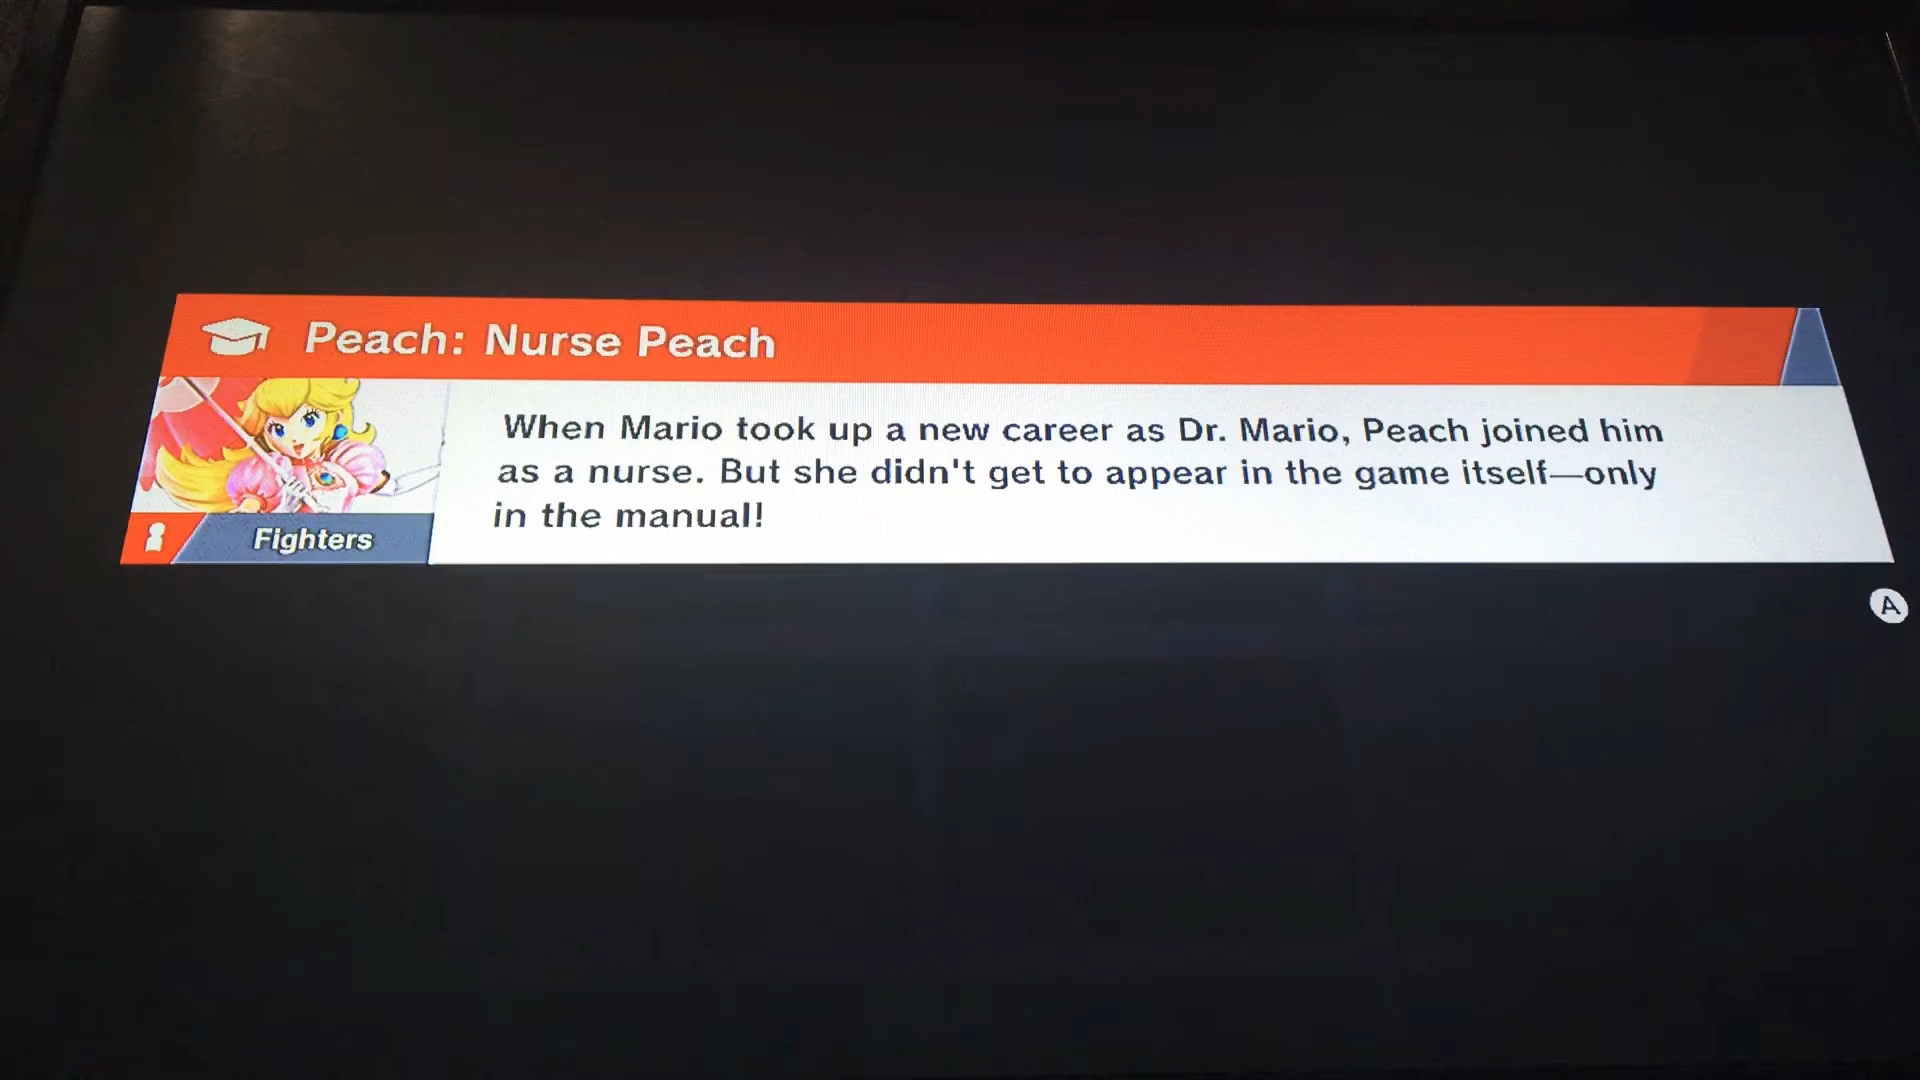 Peach: Nurse Peach
When Mario took up a new career as Dr. Mario, Peach joined him
as a nurse. But she didn't get to appear in the game itself—only
in the manual!
Fighters
A